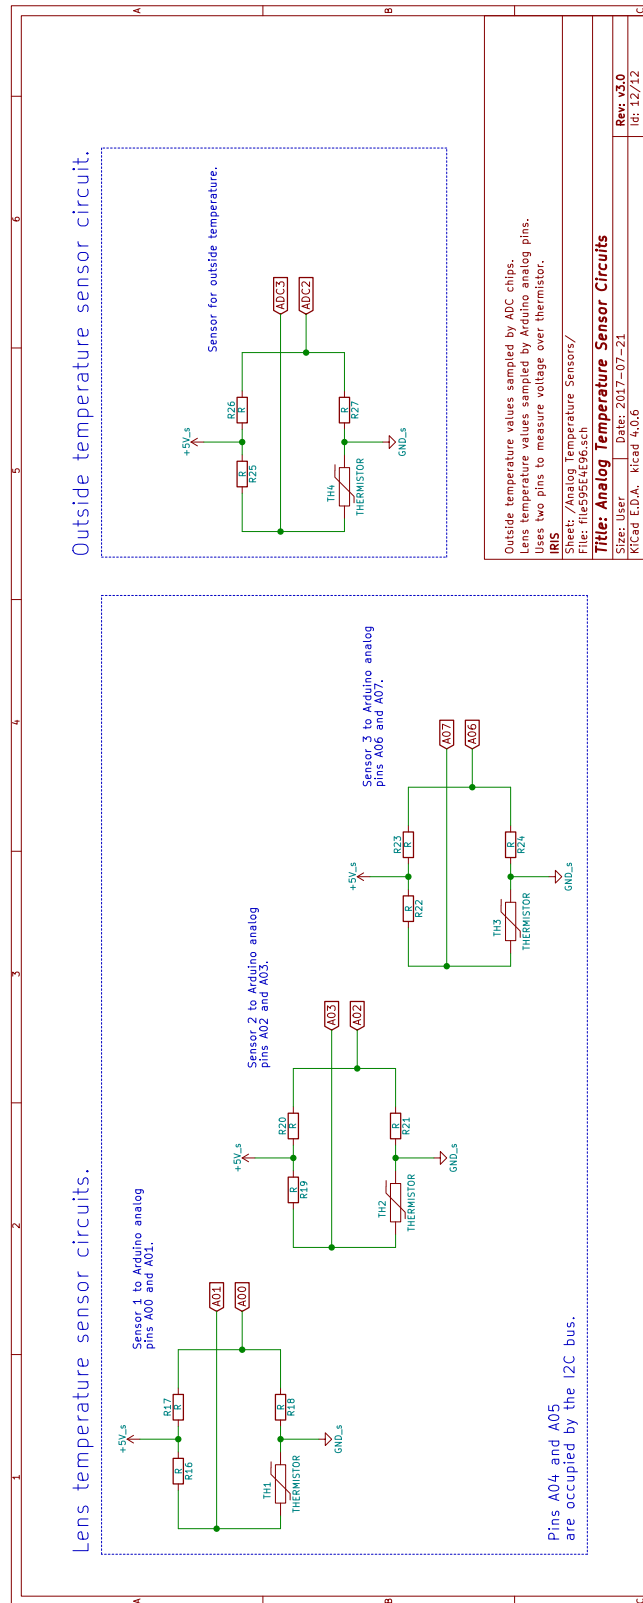 Lens temperature sensor circuits.
Sensor 1 to Arduino analog
pins A00 and A01.
+5V_s
R16
R
R17
R
A01
A00
TH1
THERMISTOR
R18
R
GND_s
Sensor 2 to Arduino analog
pins A02 and A03.
+5V_s
R19
R
R20
R
A03
A02
TH2
THERMISTOR
R21
R
GND_s
Sensor 3 to Arduino analog
pins A06 and A07.
+5V_s
R22
R
R23
R
A07
A06
TH3
THERMISTOR
R24
R
GND_s
Pins A04 and A05
are occupied by the I2C bus.
Outside temperature sensor circuit.
Sensor for outside temperature.
+5V_s
R25
R
R26
R
ADC3
ADC2
TH4
THERMISTOR
R27
R
GND_s
Outside temperature values sampled by ADC chips.
Lens temperature values sampled by Arduino analog pins.
Uses two pins to measure voltage over thermistor.
IRIS
Sheet: /Analog Temperature Sensors/
File: file595E4E96.sch
Title: Analog Temperature Sensor Circuits
Size: User Date: 2017-07-21 Rev: v3.0
KiCad E.D.A. kicad 4.0.6 Id: 12/12
1
2
3
4
5
6
A
B
C
A
B
C